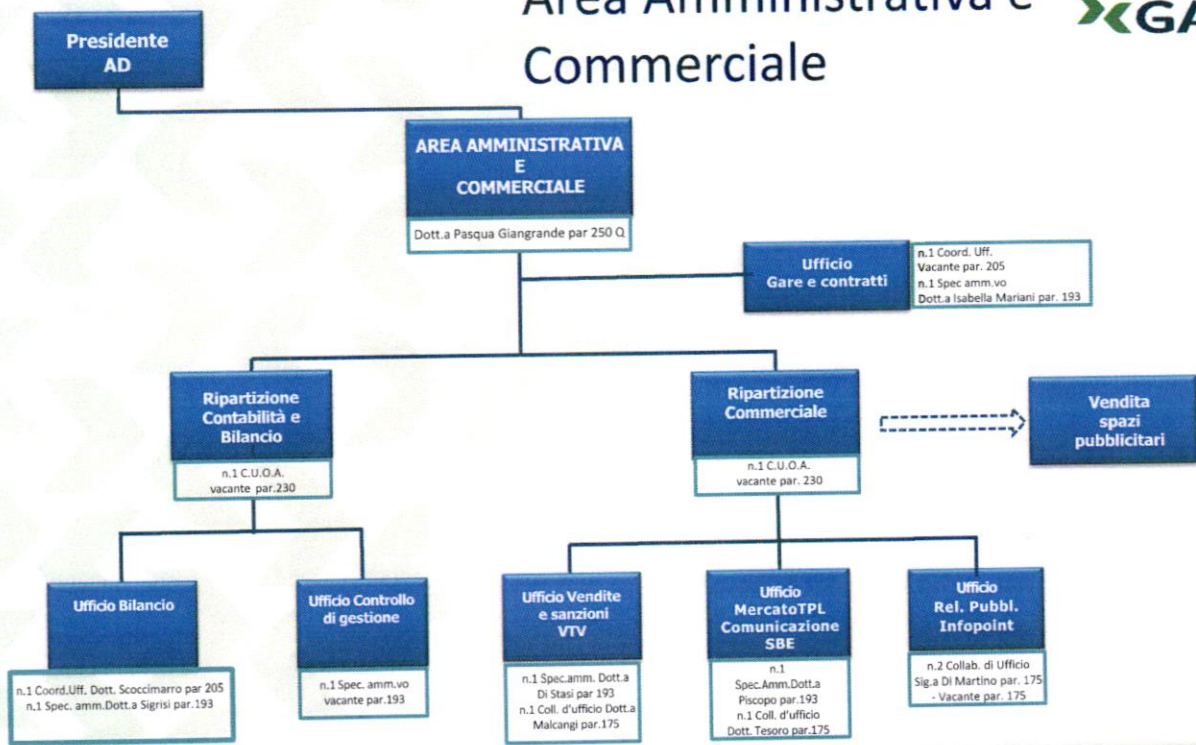 Area Amministrativa e
Commerciale
GA
Presidente
AD
AREA AMMINISTRATIVA
E
COMMERCIALE
Dott.a Pasqua Giangrande par 250 Q
Ufficio
Gare e contratti
n.1 Coord. Uff.
Vacante par. 205
n.1 Spec amm.vo
Dott.a Isabella Mariani par. 193
Ripartizione
Contabilità e
Bilancio
n.1 C.U.O.A.
vacante par.230
Ripartizione
Commerciale
n.1 C.U.O.A.
vacante par. 230
Vendita
spazi
pubblicitari
Ufficio Bilancio
n.1 Coord.Uff. Dott. Scoccimarro par 205
n.1 Spec. amm.Dott.a Sigrisi par.193
Ufficio Controllo
di gestione
n.1 Spec. amm.vo
vacante par.193
Ufficio Vendite
e sanzioni
VTV
n.1 Spec.amm. Dott.a
Di Stasi par 193
n.1 Coll. d'ufficio Dott.a
Malcangi par.175
Ufficio
MercatoTPL
Comunicazione
SBE
n.1
Spec.Amm.Dott.a
Piscopo par.193
n.1 Coll. d'ufficio
Dott. Tesoro par.175
Ufficio
Rel. Pubbl.
Infopoint
n.2 Collab. di Ufficio
Sig.a Di Martino par. 175
- Vacante par. 175